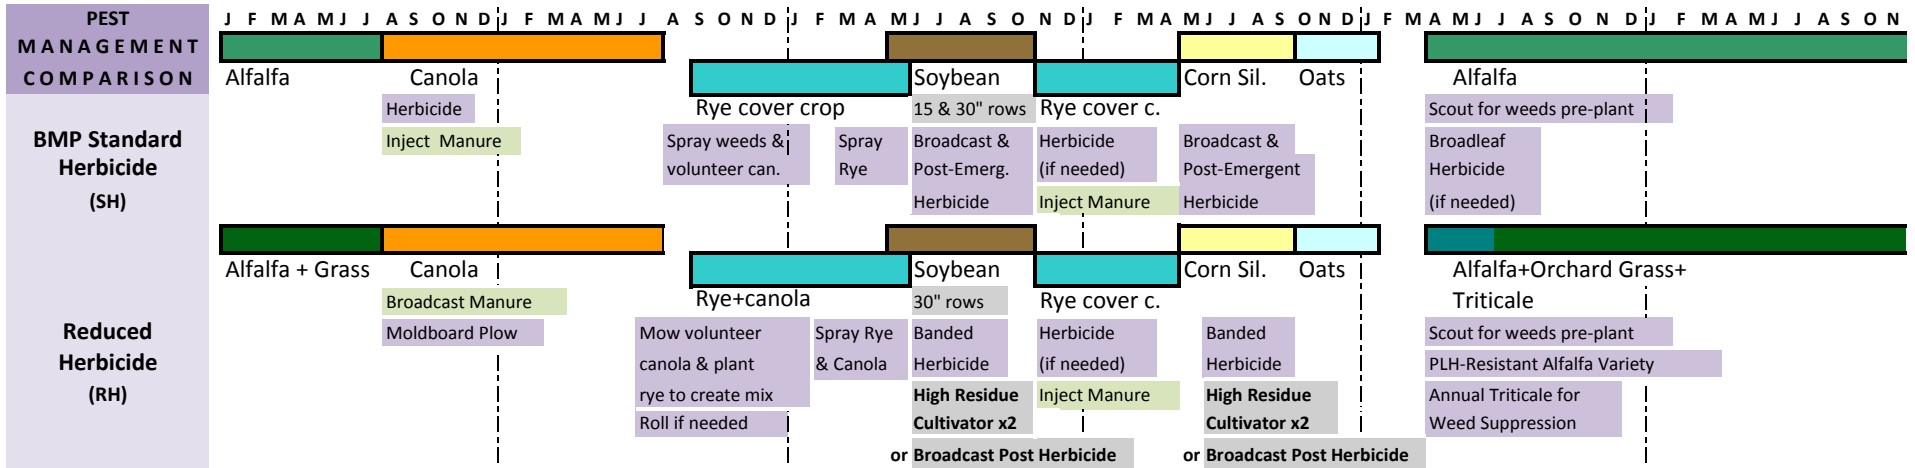 PEST
MANAGEMENT
COMPARISON
J F M A M J J A S O N D J F M A M J J A S O N D J F M A M J J A S O N D J F M A M J J A S O N D J F M A M J J A S O N D J F M A M J J A S O N
Alfalfa Canola Soybean Corn Sil. Oats Alfalfa
Rye cover crop Rye cover c.
BMP Standard
Herbicide
(SH)
Herbicide
Inject Manure
Spray weeds &
volunteer can.
Spray
Rye
15 & 30" rows
Broadcast &
Post-Emerg.
Herbicide
Herbicide
(if needed)
Inject Manure
Broadcast &
Post-Emergent
Herbicide
Scout for weeds pre-plant
Broadleaf
Herbicide
(if needed)
Alfalfa + Grass Canola Soybean Corn Sil. Oats Alfalfa+Orchard Grass+
Triticale
Rye+canola Rye cover c.
Reduced
Herbicide
(RH)
Broadcast Manure
Moldboard Plow
Mow volunteer
canola & plant
rye to create mix
Roll if needed
Spray Rye
& Canola
30" rows
Banded
Herbicide
High Residue
Cultivator x2
or Broadcast Post Herbicide
Herbicide
(if needed)
Inject Manure
Banded
Herbicide
High Residue
Cultivator x2
or Broadcast Post Herbicide
Scout for weeds pre-plant
PLH-Resistant Alfalfa Variety
Annual Triticale for
Weed Suppression